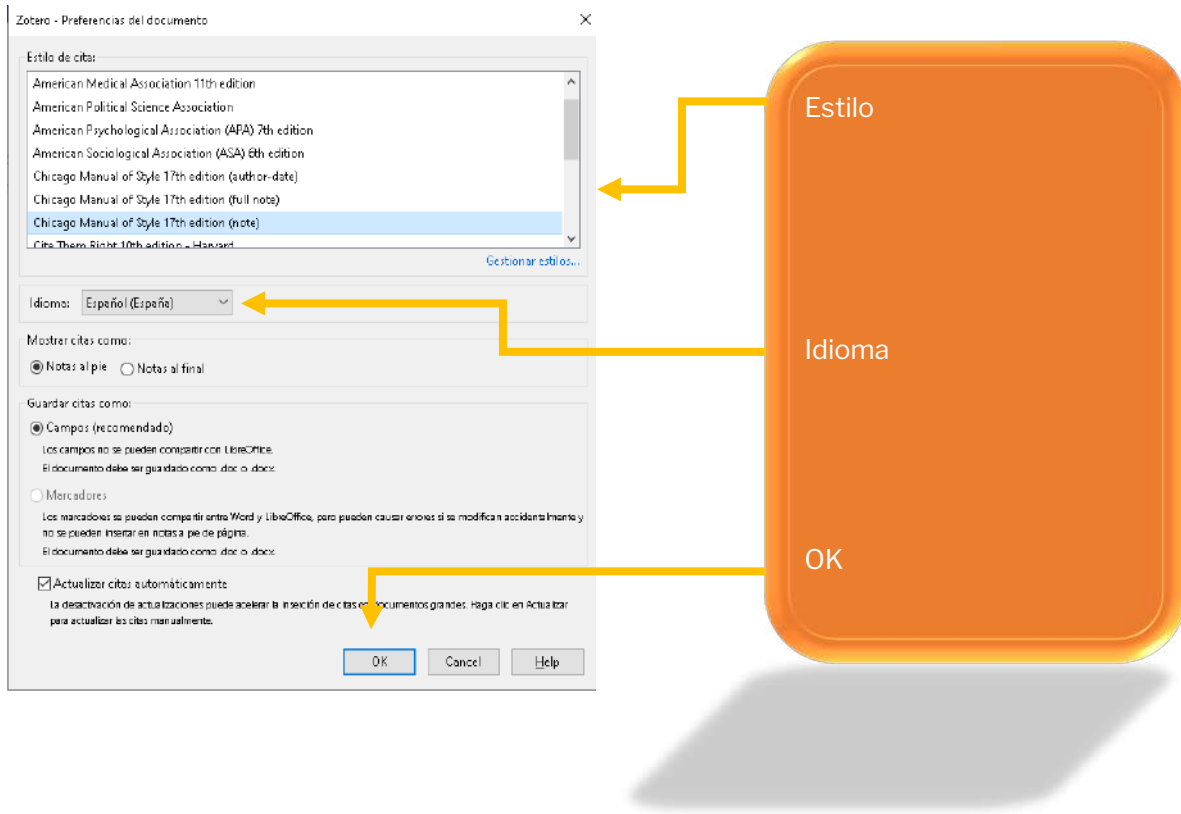 Zotero - Preferencias del documento
Estilo de cita:
American Medical Association 11th edition
American Political Science Association
American Psychological Association (APA) 7th edition
American Sociological Association (ASA) 6th edition
Chicago Manual of Style 17th edition (author-date)
Chicago Manual of Style 17th edition (full note)
Chicago Manual of Style 17th edition (note)
Cite Them Right 10th edition - Harvard
Gestionar estilos...
Idioma: Español (España)
Mostrar citas como:
Notas al pie Notas al final
Guardar citas como:
Campos (recomendado)
Los campos no se pueden compartir con LibreOffice.
El documento debe ser guardado como .doc o .docx.
Marcadores
Los marcadores se pueden compartir entre Word y LibreOffice, pero pueden causar errores si se modifican accidentalmente y
no se pueden insertar en notas a pie de página.
El documento debe ser guardado como .doc o .docx.
Actualizar citas automáticamente
La desactivación de actualizaciones puede acelerar la inserción de citas en documentos grandes. Haga clic en Actualizar
para actualizar las citas manualmente.
OK Cancel Help
Estilo
Idioma
OK